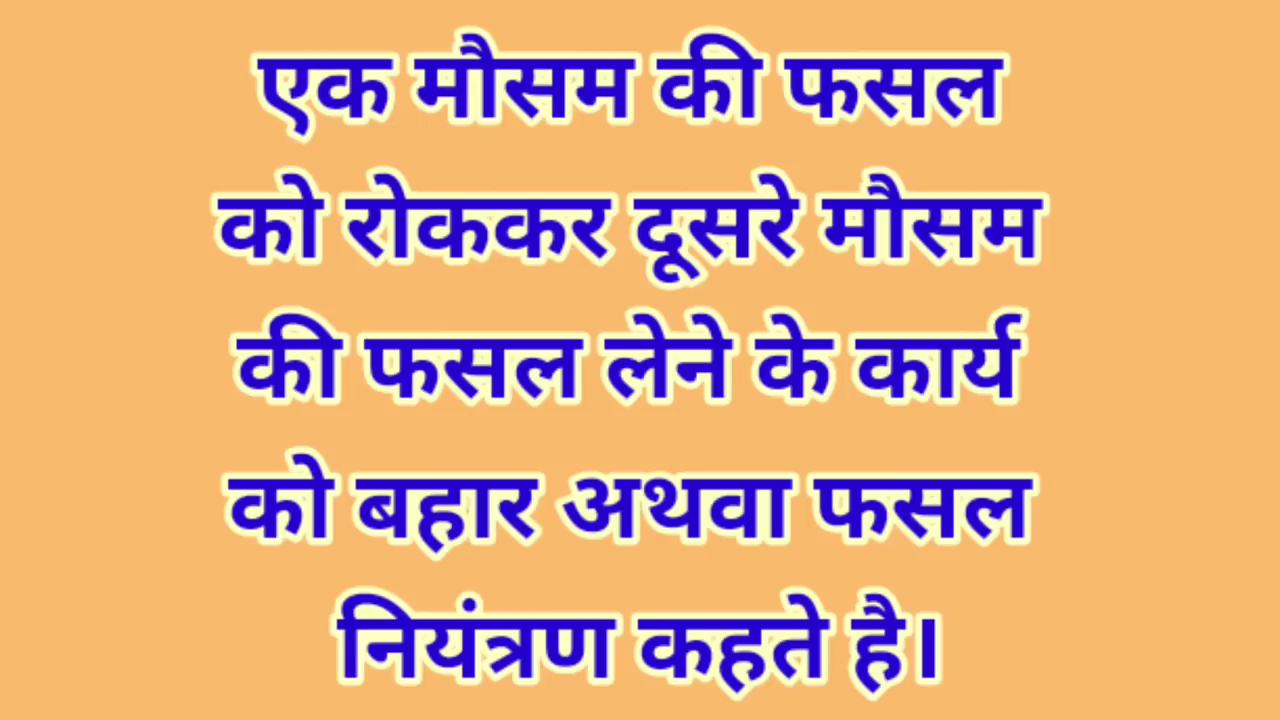 एक मौसम की फसल
को रोककर दूसरे मौसम
की फसल लेने के कार्य
को बहार अथवा फसल
नियंत्रण कहते है।